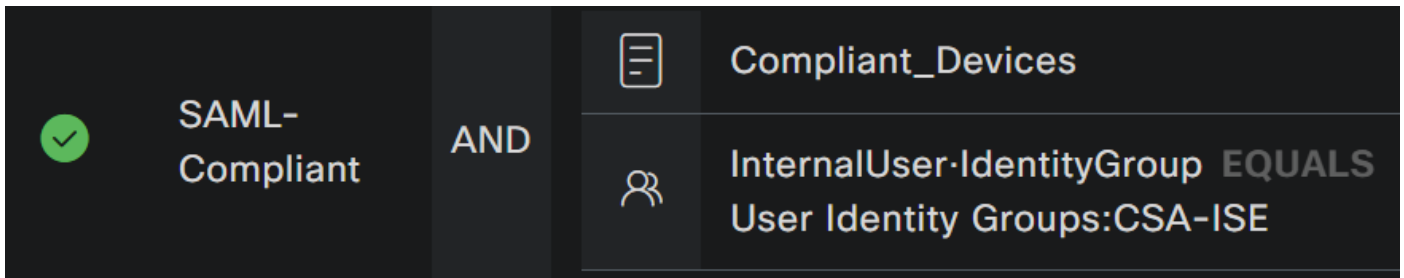 SAML-
Compliant
AND
Compliant_Devices
InternalUser·IdentityGroup EQUALS
User Identity Groups:CSA-ISE